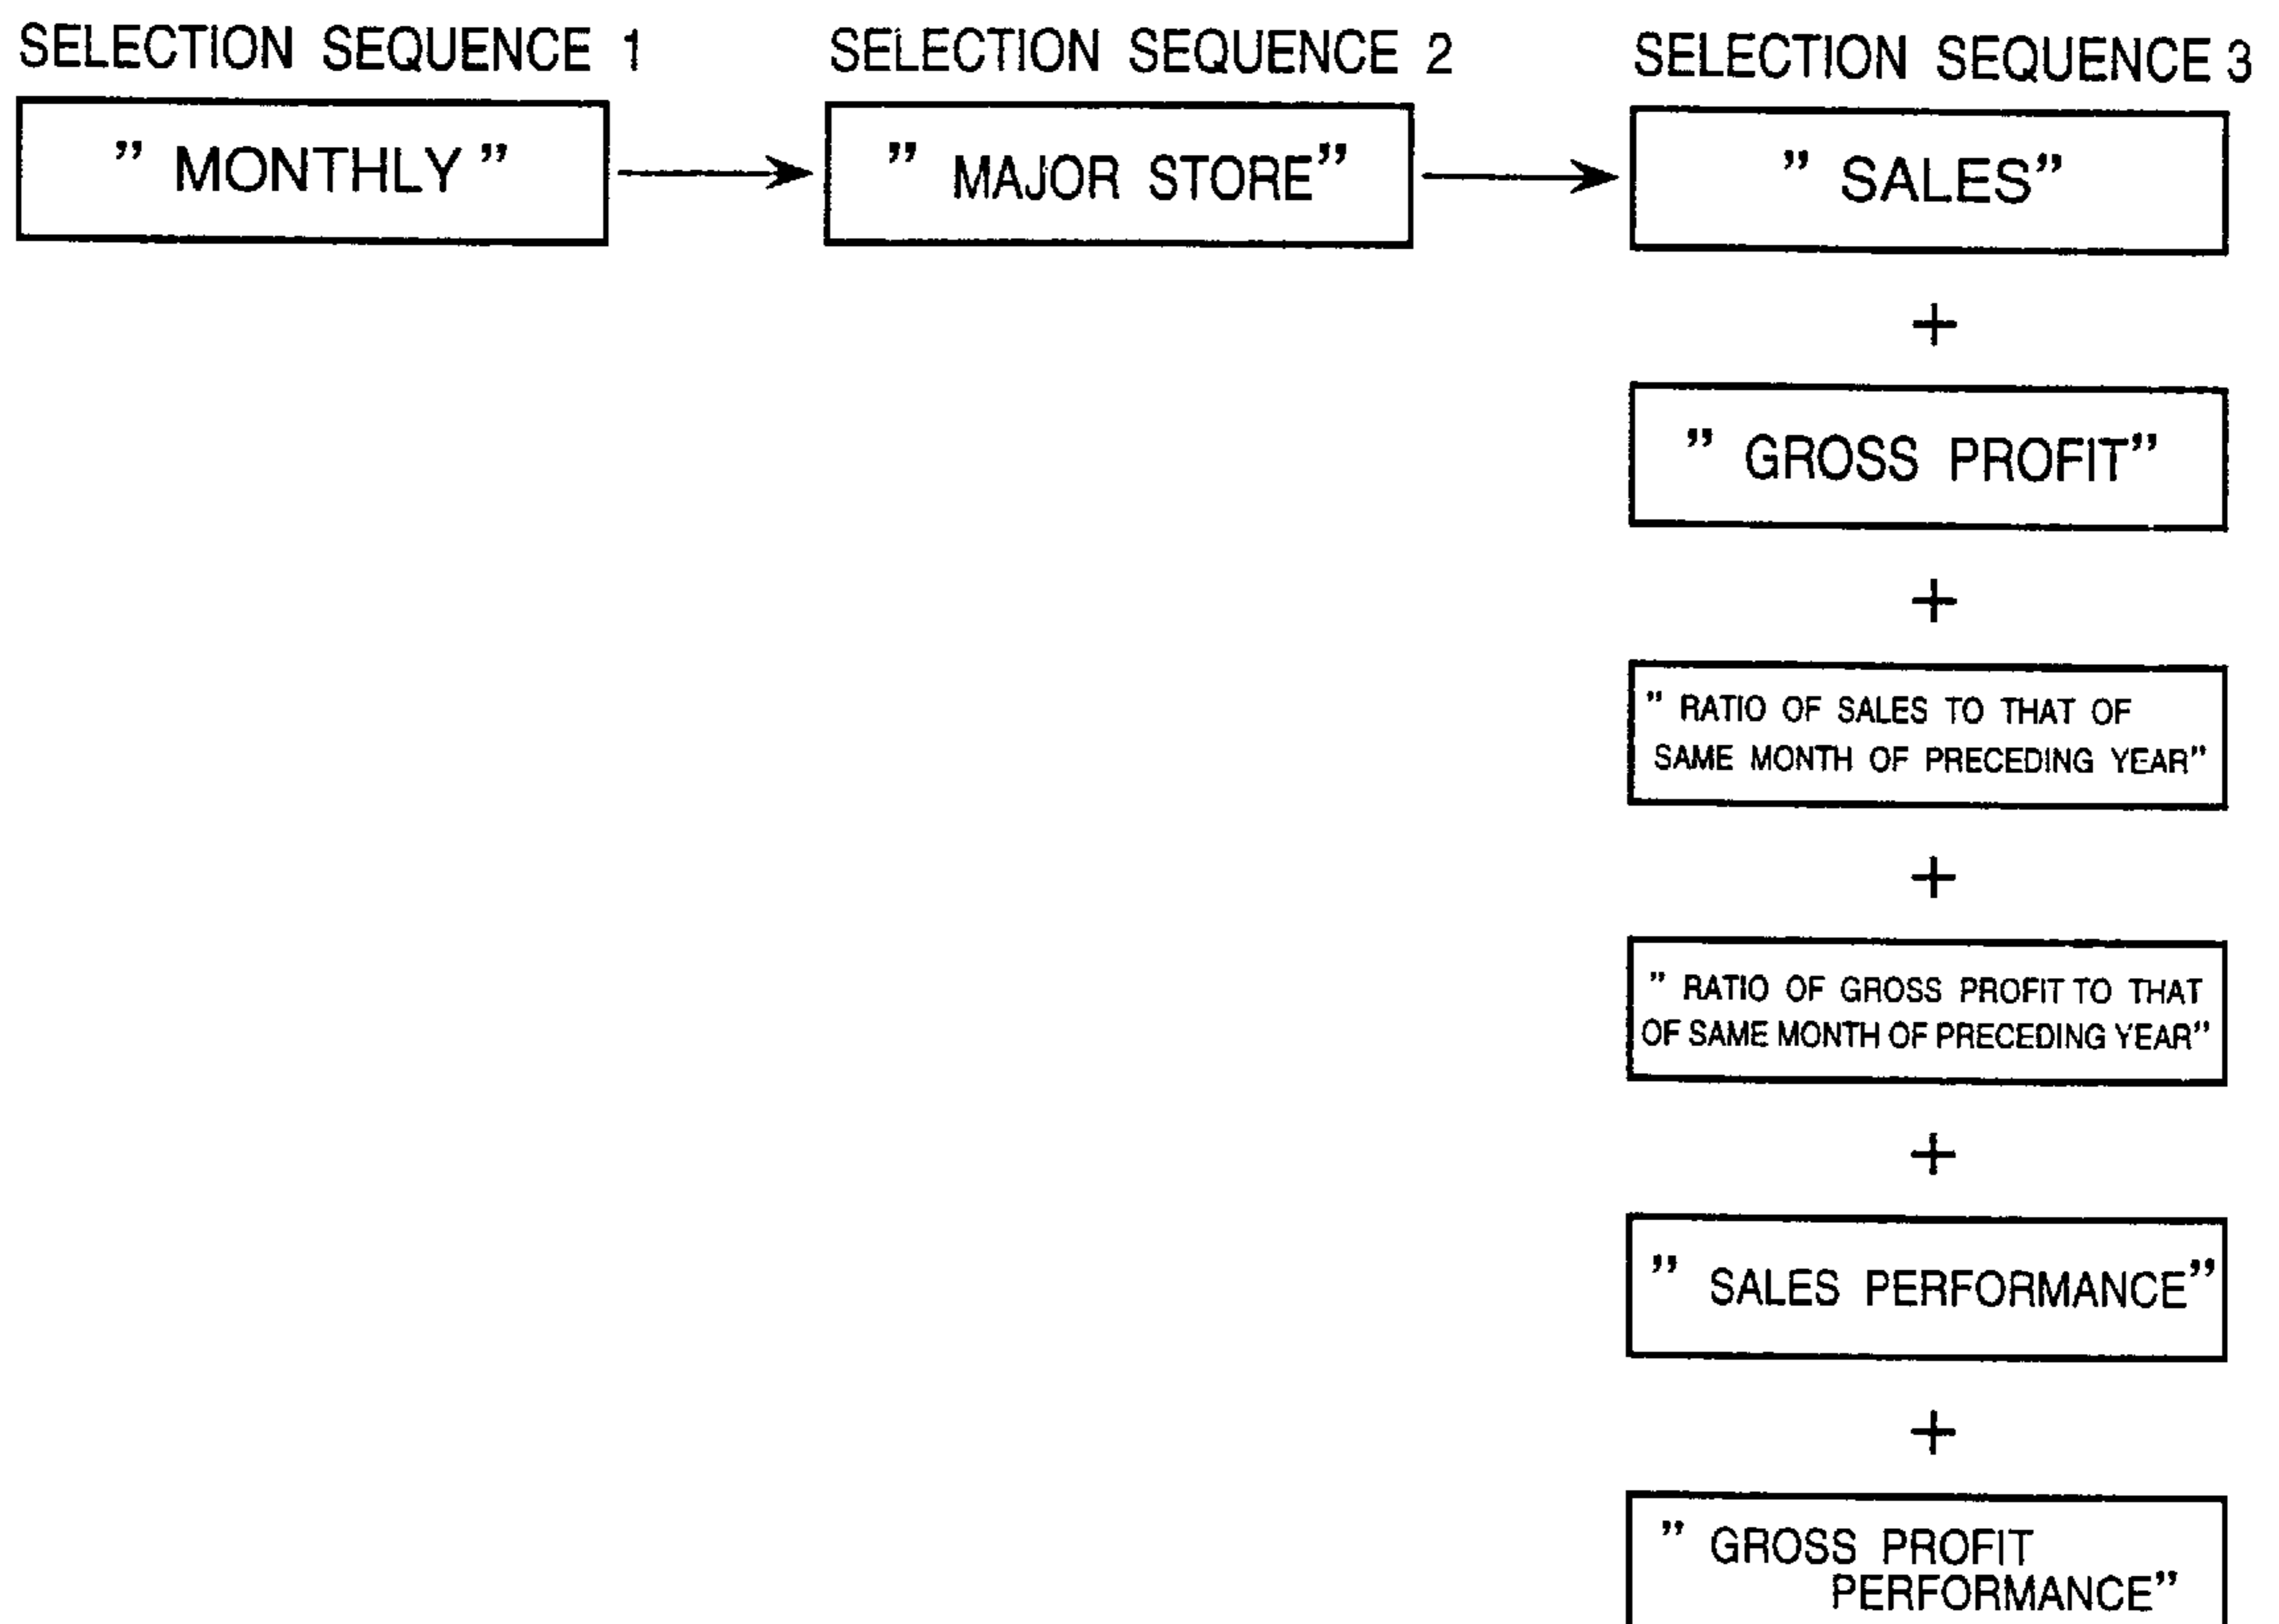 SELECTION SEQUENCE 1
SELECTION SEQUENCE 2
SELECTION SEQUENCE 3
” MONTHLY ”
” MAJOR STORE”
” SALES”
+
” GROSS PROFIT”
+
” RATIO OF SALES TO THAT OF
SAME MONTH OF PRECEDING YEAR”
+
” RATIO OF GROSS PROFIT TO THAT
OF SAME MONTH OF PRECEDING YEAR”
+
” SALES PERFORMANCE”
+
” GROSS PROFIT
PERFORMANCE”